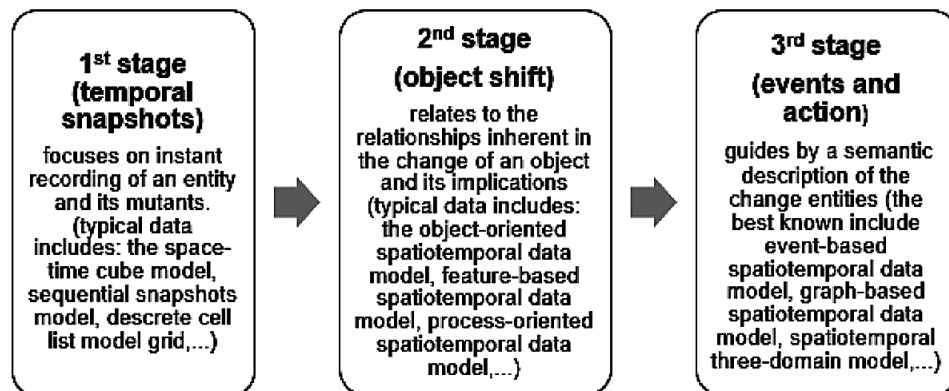 1st stage
(temporal
snapshots)
focuses on instant
recording of an entity
and its mutants.
(typical data
includes: the space-
time cube model,
sequential snapshots
model, descrete cell
list model grid,...)
2nd stage
(object shift)
relates to the
relationships inherent in
the change of an object
and its implications
(typical data includes:
the object-oriented
spatiotemporal data
model, feature-based
spatiotemporal data
model, process-oriented
spatiotemporal data
model,...)
3rd stage
(events and
action)
guides by a semantic
description of the
change entities (the
best known include
event-based
spatiotemporal data
model, graph-based
spatiotemporal data
model, spatiotemporal
three-domain model,...)